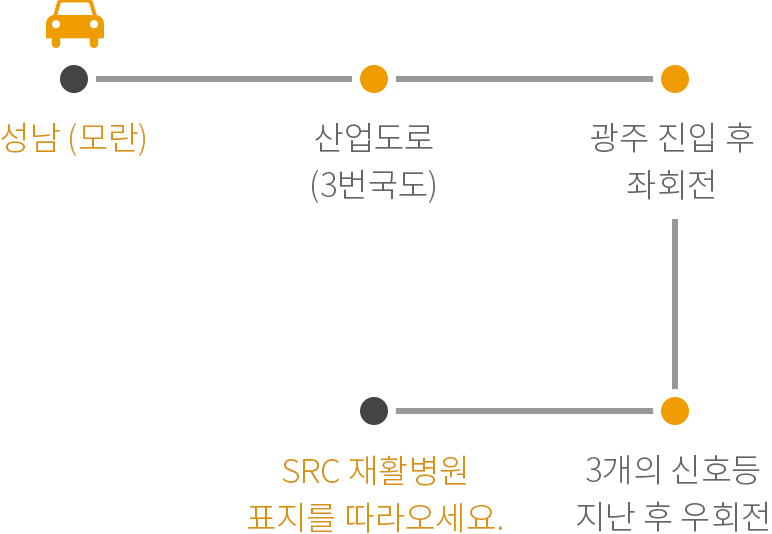 성남 (모란)
산업도로
(3번국도)
광주 진입 후
좌회전
3개의 신호등
지난 후 우회전
SRC 재활병원
표지를 따라오세요.